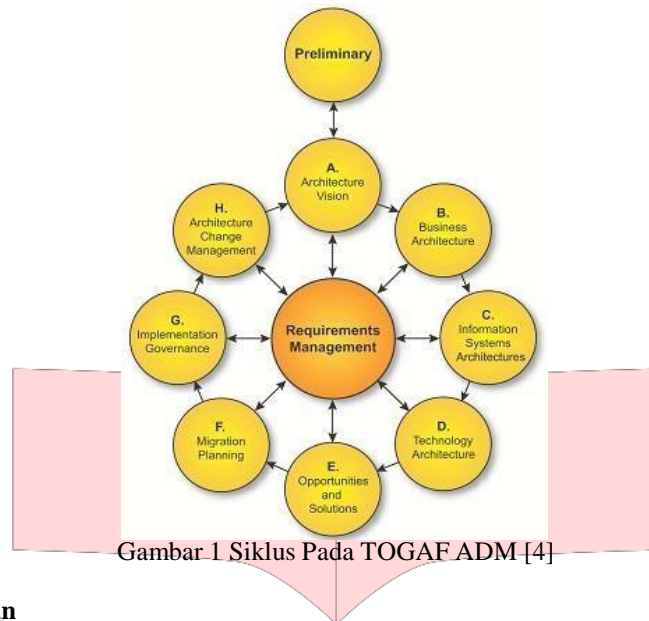 Preliminary
A.
Architecture
Vision
B.
Business
Architecture
C.
Information
Systems
Architectures
D.
Technology
Architecture
E.
Opportunities
and
Solutions
F.
Migration
Planning
G.
Implementation
Governance
H.
Architecture
Change
Management
Requirements
Management
Gambar 1 Siklus Pada TOGAF ADM [4]